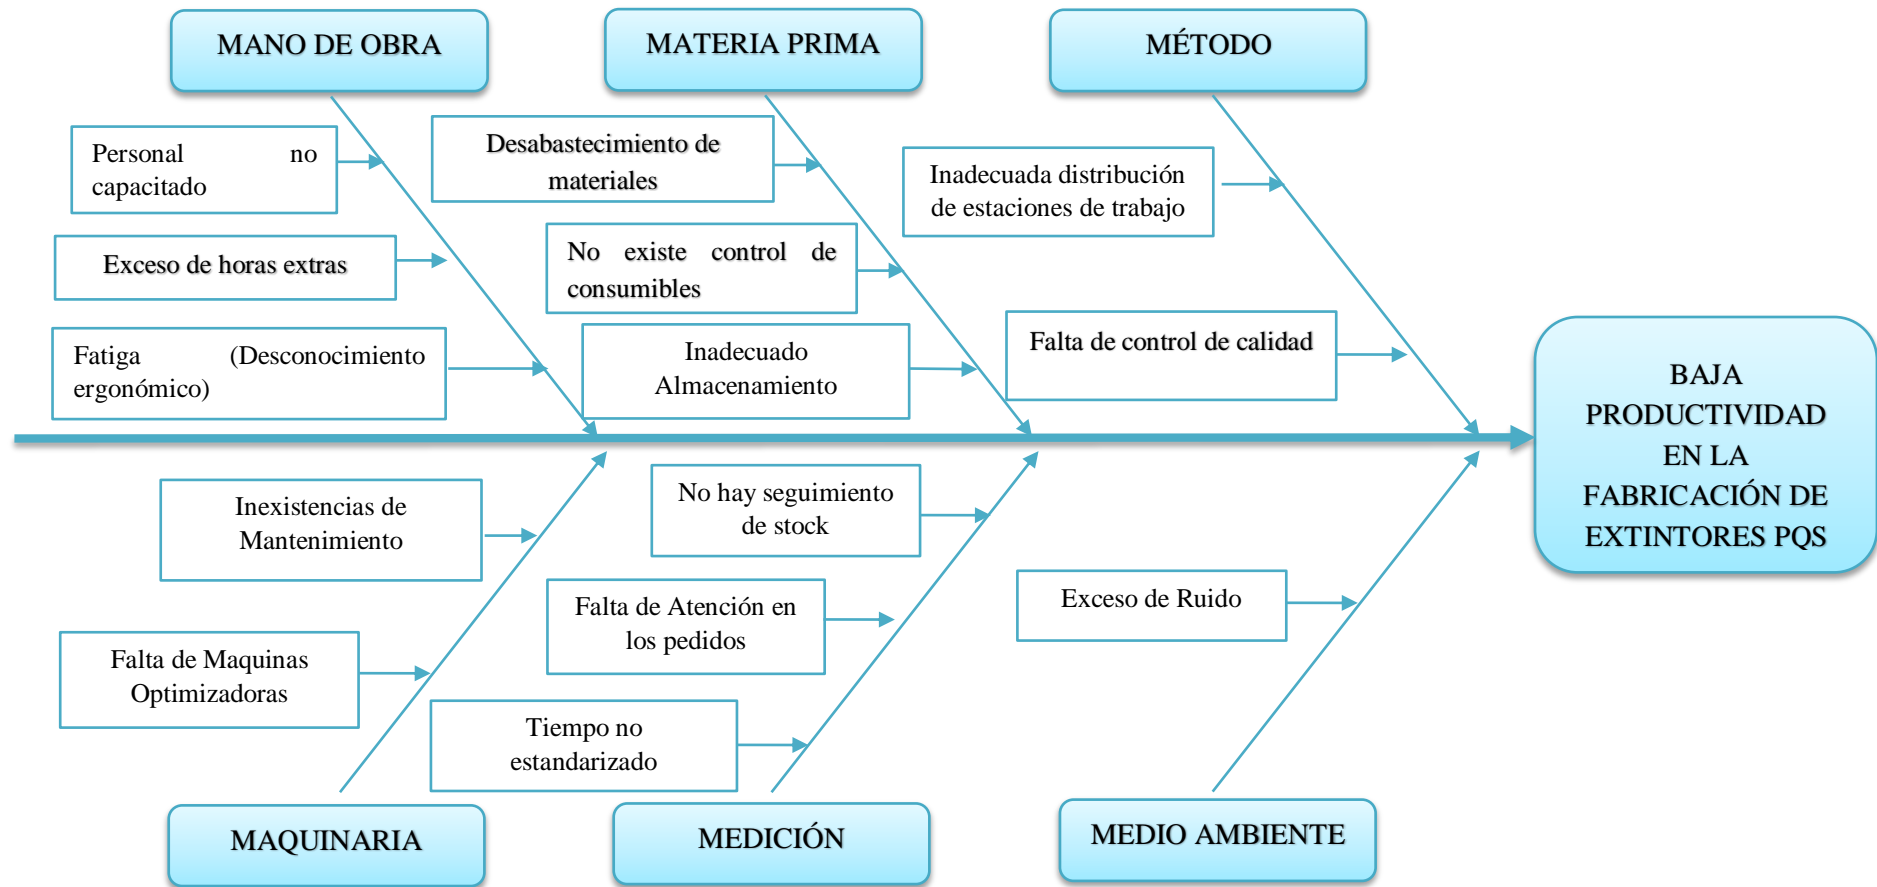 MANO DE OBRA
MATERIA PRIMA
MÉTODO
Personal no
capacitado
Desabastecimiento de
materiales
Inadecuada distribución
de estaciones de trabajo
Exceso de horas extras
No existe control de
consumibles
Fatiga (Desconocimiento
ergonómico)
Inadecuado
Almacenamiento
Falta de control de calidad
BAJA
PRODUCTIVIDAD
EN LA
FABRICACIÓN DE
EXTINTORES PQS
Inexistencias de
Mantenimiento
No hay seguimiento
de stock
Falta de Atención en
los pedidos
Exceso de Ruido
Falta de Maquinas
Optimizadoras
Tiempo no
estandarizado
MAQUINARIA
MEDICIÓN
MEDIO AMBIENTE